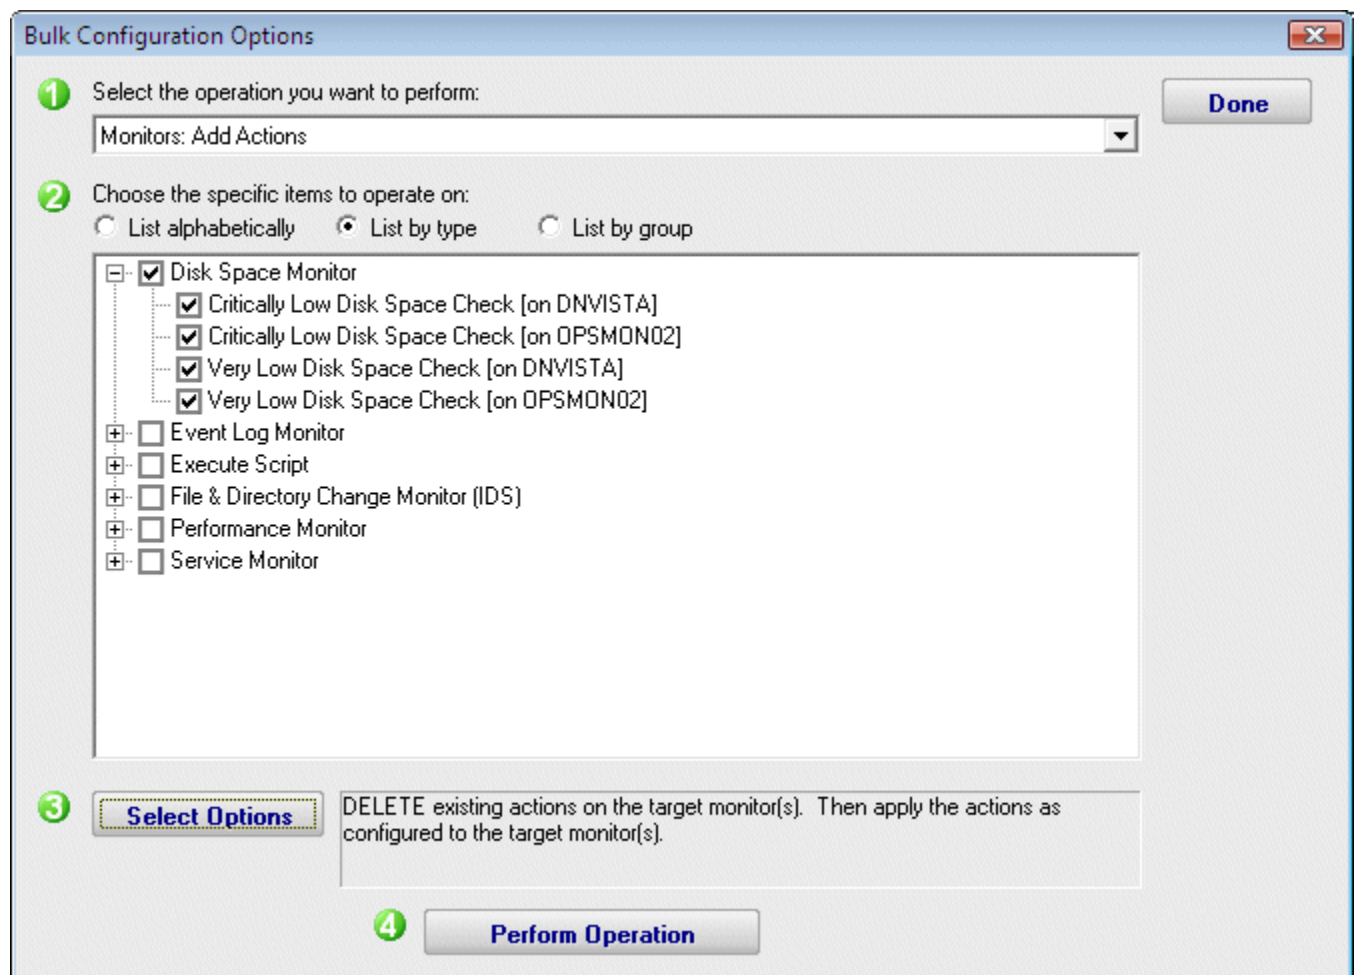 Bulk Configuration Options
1
Select the operation you want to perform:
Done
Monitors: Add Actions
2
Choose the specific items to operate on:
List alphabetically List by type List by group
Disk Space Monitor
Critically Low Disk Space Check [on DNVISTA]
Critically Low Disk Space Check [on OPSMON02]
Very Low Disk Space Check [on DNVISTA]
Very Low Disk Space Check [on OPSMON02]
Event Log Monitor
Execute Script
File & Directory Change Monitor (IDS)
Performance Monitor
Service Monitor
3
Select Options
DELETE existing actions on the target monitor(s).  Then apply the actions as
configured to the target monitor(s).
4
Perform Operation